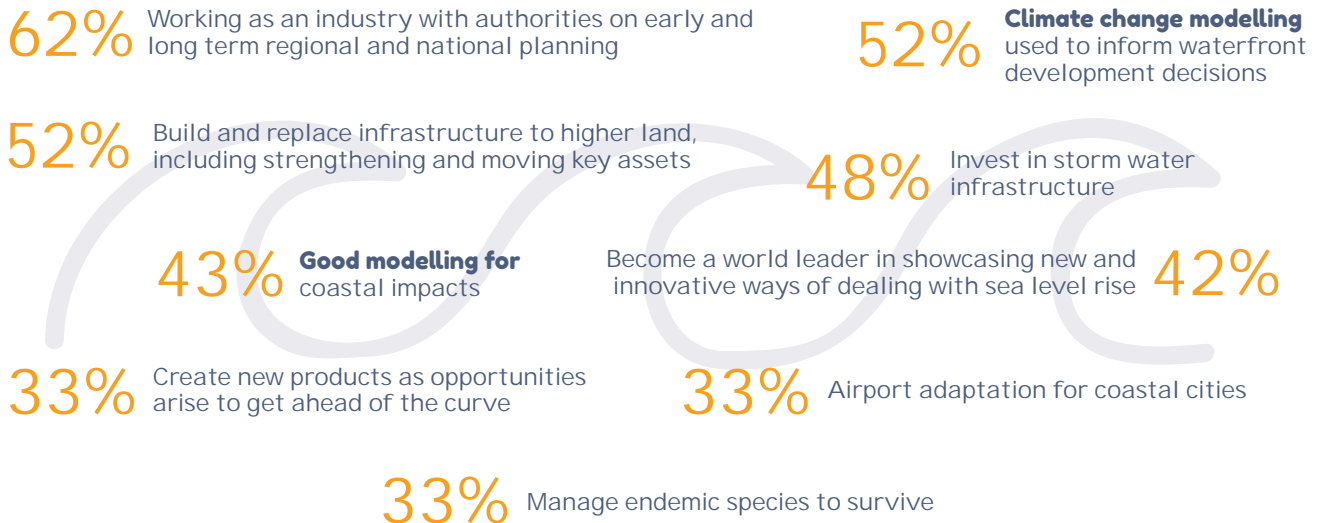 62% Working as an industry with authorities on early and
long term regional and national planning
52% Climate change modelling
used to inform waterfront
development decisions
52% Build and replace infrastructure to higher land,
including strengthening and moving key assets
48% Invest in storm water
infrastructure
43% Good modelling for
coastal impacts
Become a world leader in showcasing new and
innovative ways of dealing with sea level rise 42%
33% Create new products as opportunities
arise to get ahead of the curve
33% Airport adaptation for coastal cities
33% Manage endemic species to survive